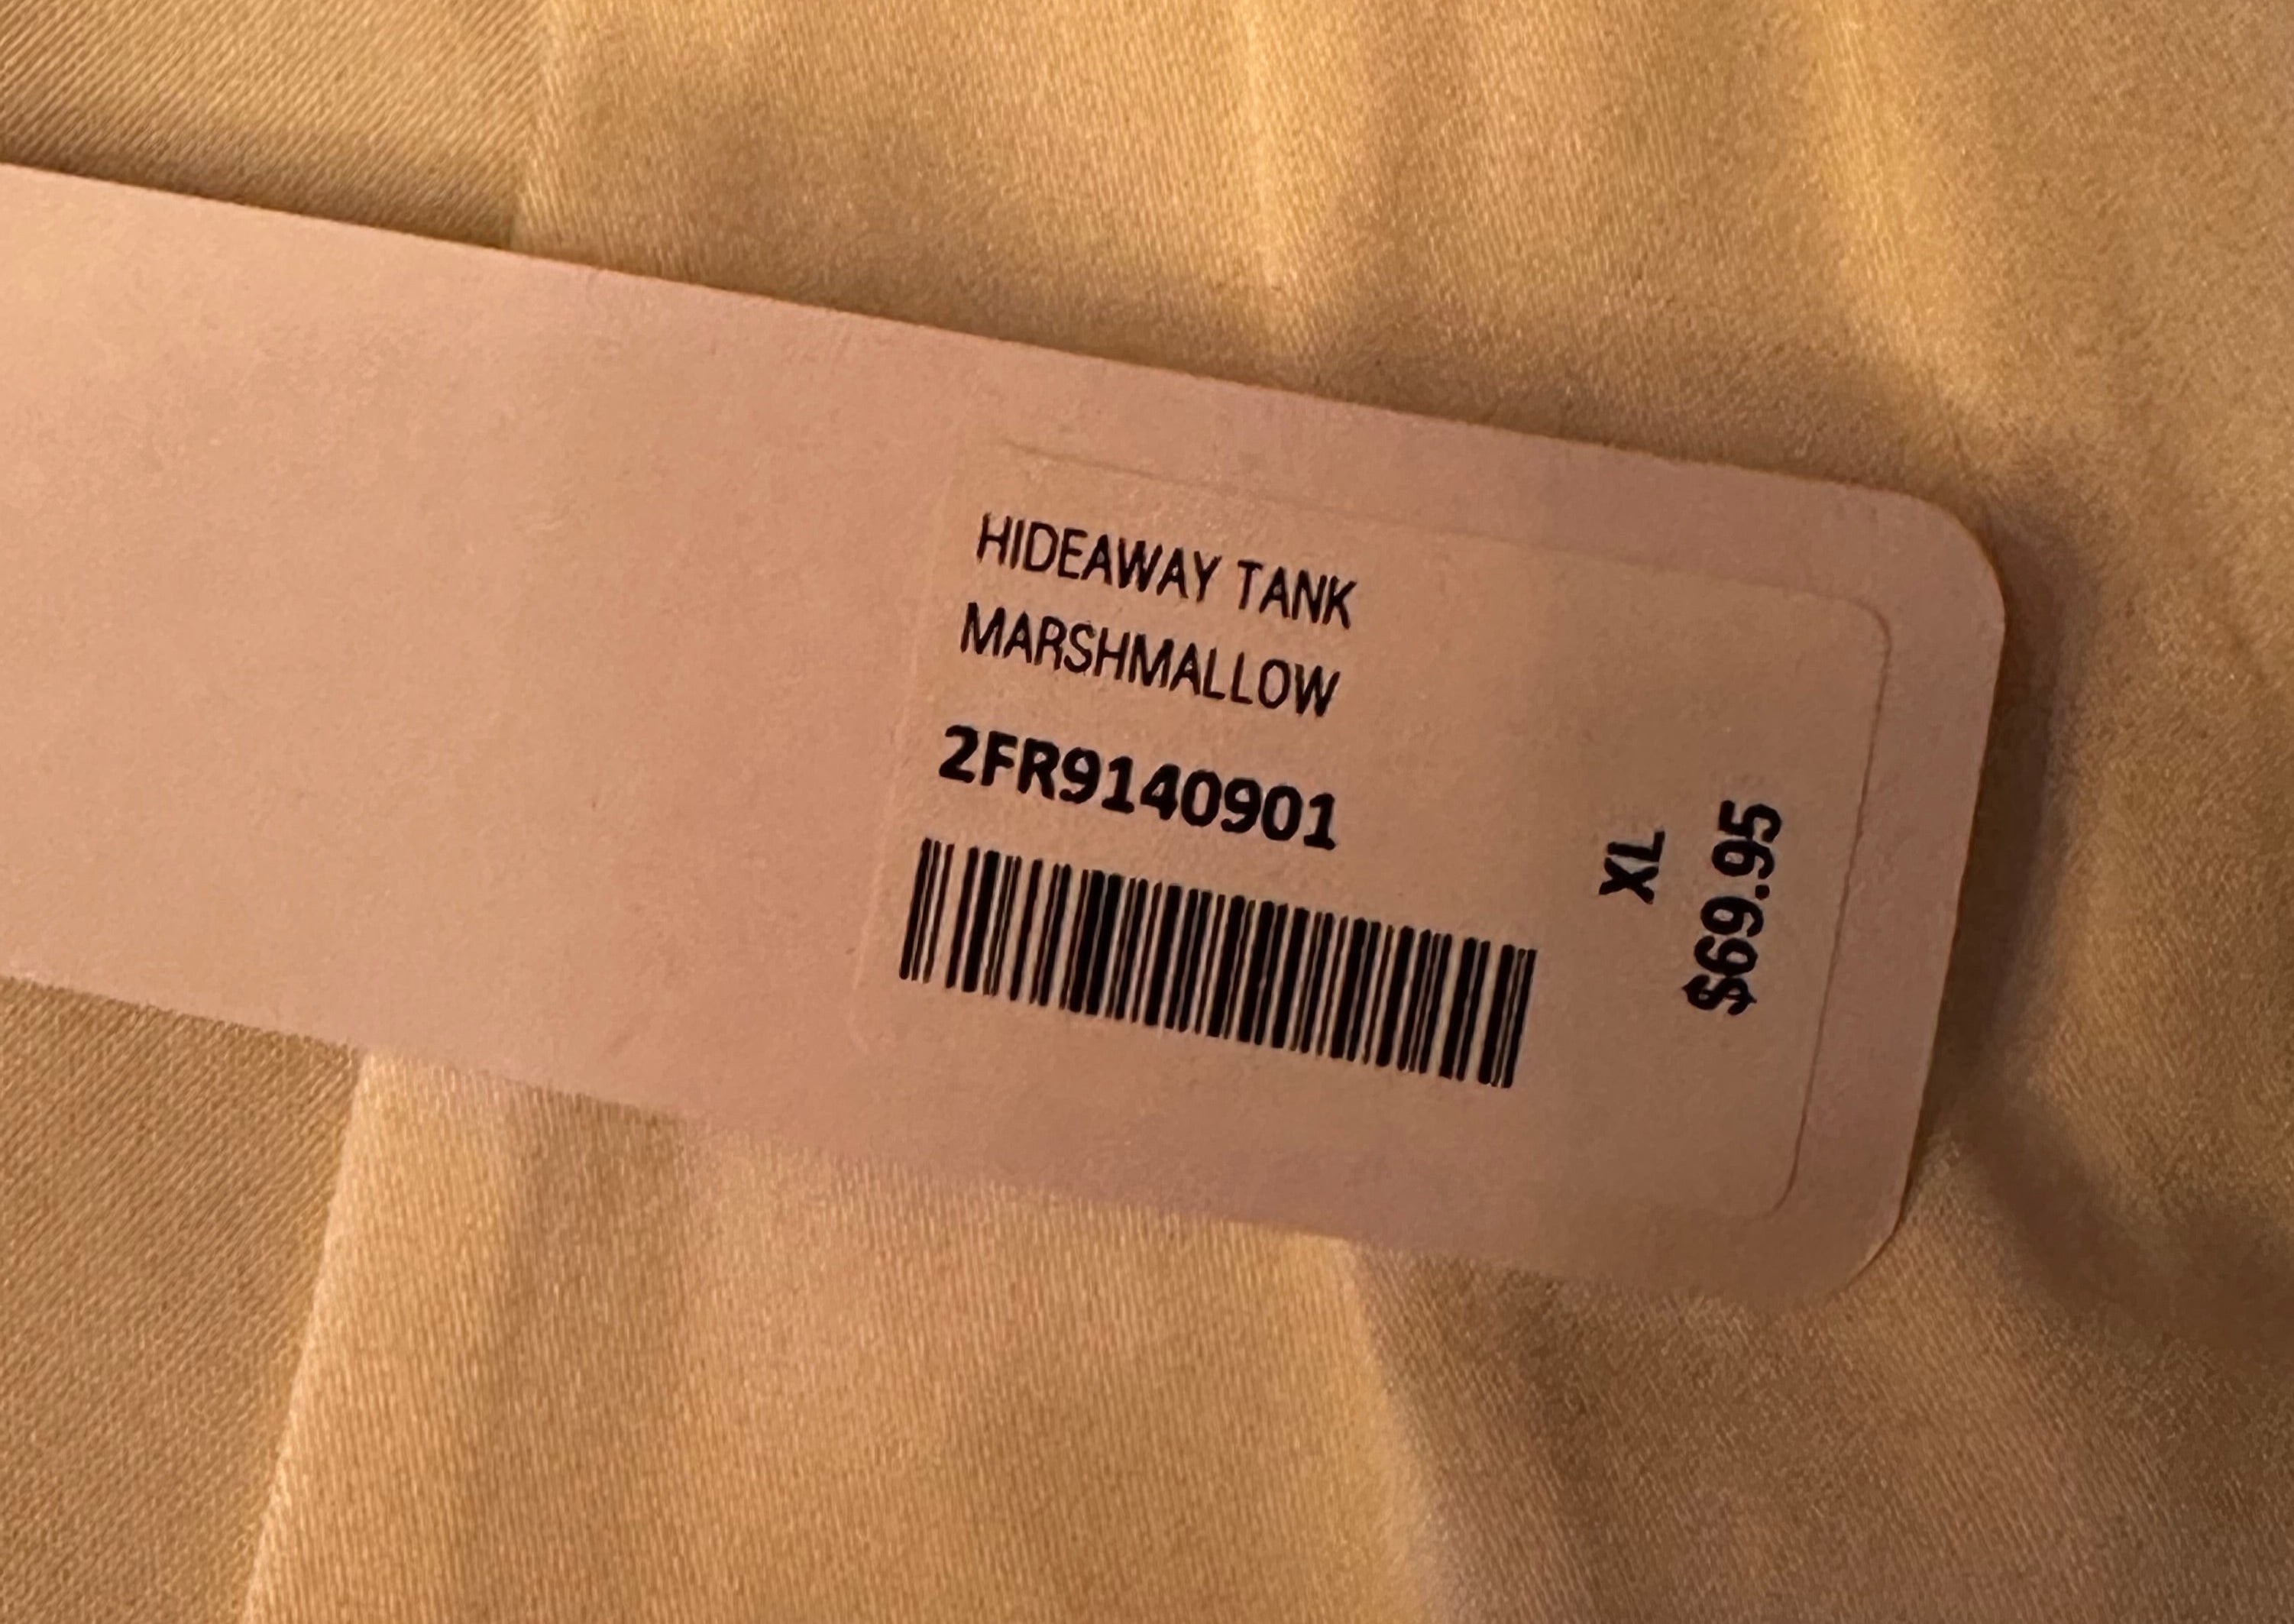 HIDEAWAY TANK
MARSHMALLOW
2FR9140901
XL
$69.95